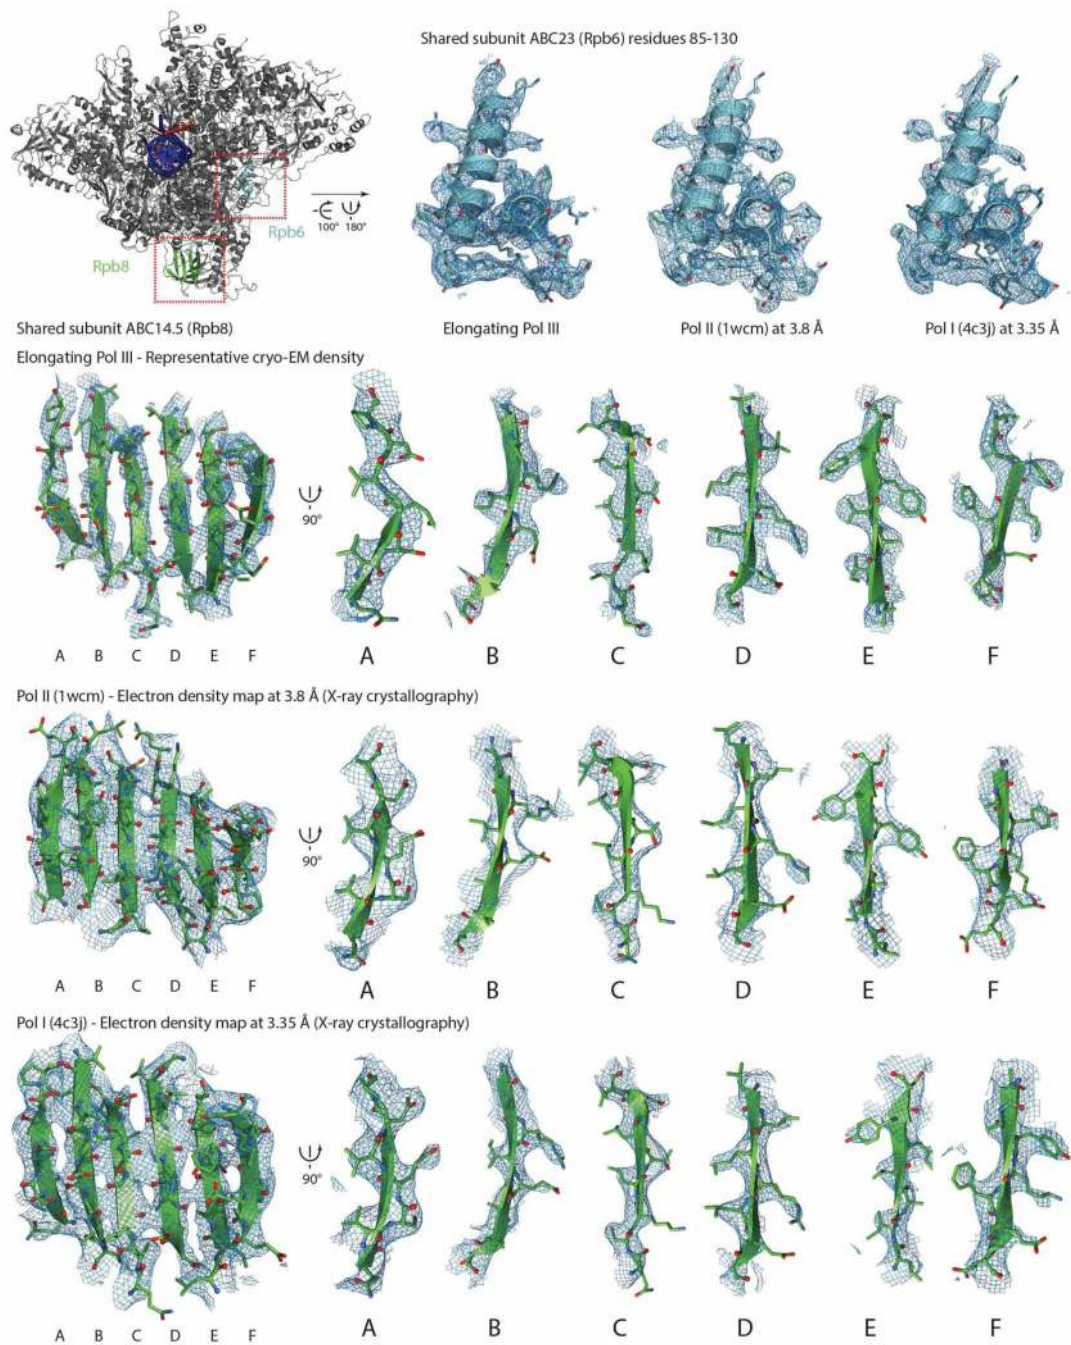 Shared subunit ABC23 (Rpb6) residues 85-130
Rpb6
100° 180°
Rpb8
Shared subunit ABC14.5 (Rpb8)
Elongating Pol III
Pol II (1wcm) at 3.8 Å
Pol I (4c3j) at 3.35 Å
Elongating Pol III - Representative cryo-EM density
90°
A B C D E F
A B C D E F
Pol II (1wcm) - Electron density map at 3.8 Å (X-ray crystallography)
90°
A B C D E F
A B C D E F
Pol I (4c3j) - Electron density map at 3.35 Å (X-ray crystallography)
90°
A B C D E F
A B C D E F